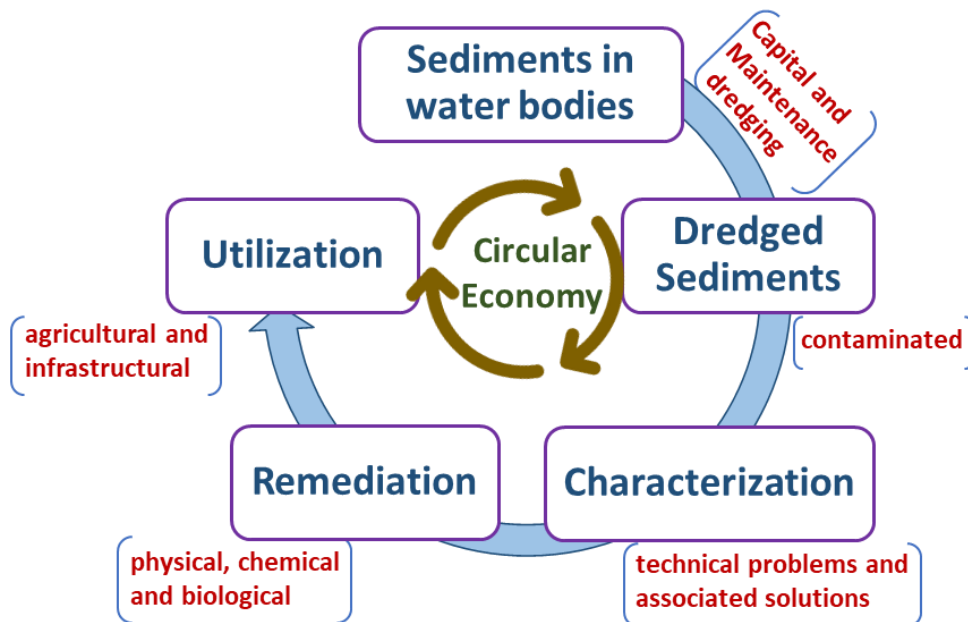 Sediments in
water bodies
Capital and
Maintenance
dredging
Dredged
Sediments
contaminated
Characterization
technical problems and
associated solutions
Remediation
physical, chemical
and biological
Utilization
agricultural and
infrastructural
Circular
Economy